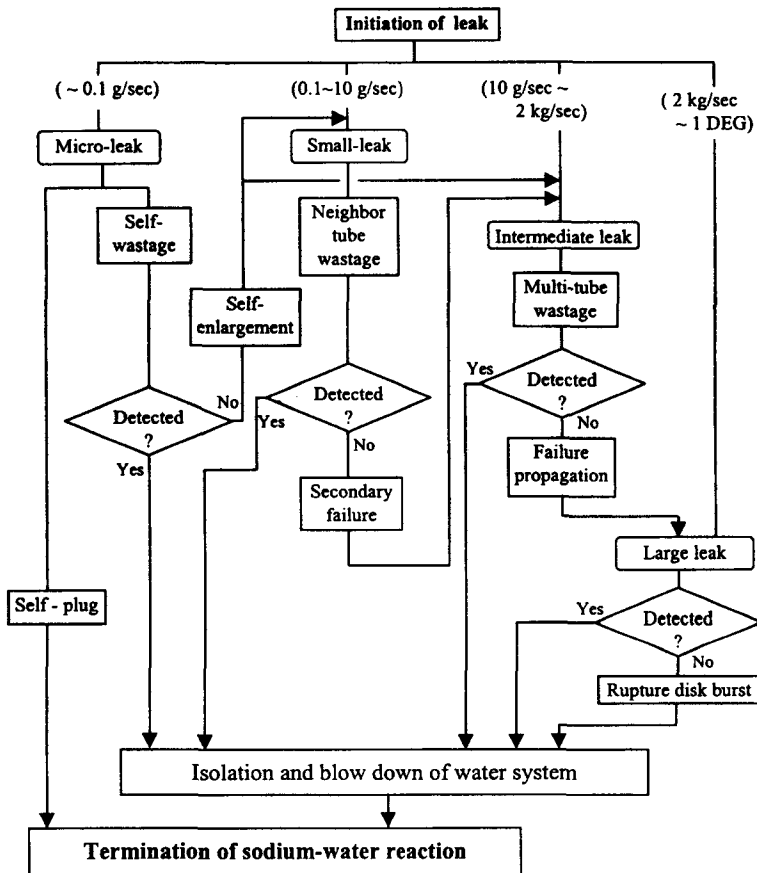 Initiation of leak
( ~ 0.1 g/sec)
(0.1~10 g/sec)
(10 g/sec ~
2 kg/sec)
( 2 kg/sec
~ 1 DEG)
Micro-leak
Small-leak
Self-
wastage
Neighbor
tube
wastage
Intermediate leak
Self-
enlargement
Multi-tube
wastage
Detected
?
No
Yes
Detected
?
Yes
No
Detected
?
Yes
No
Secondary
failure
Failure
propagation
Large leak
Self - plug
Detected
?
Yes
No
Rupture disk burst
Isolation and blow down of water system
Termination of sodium-water reaction